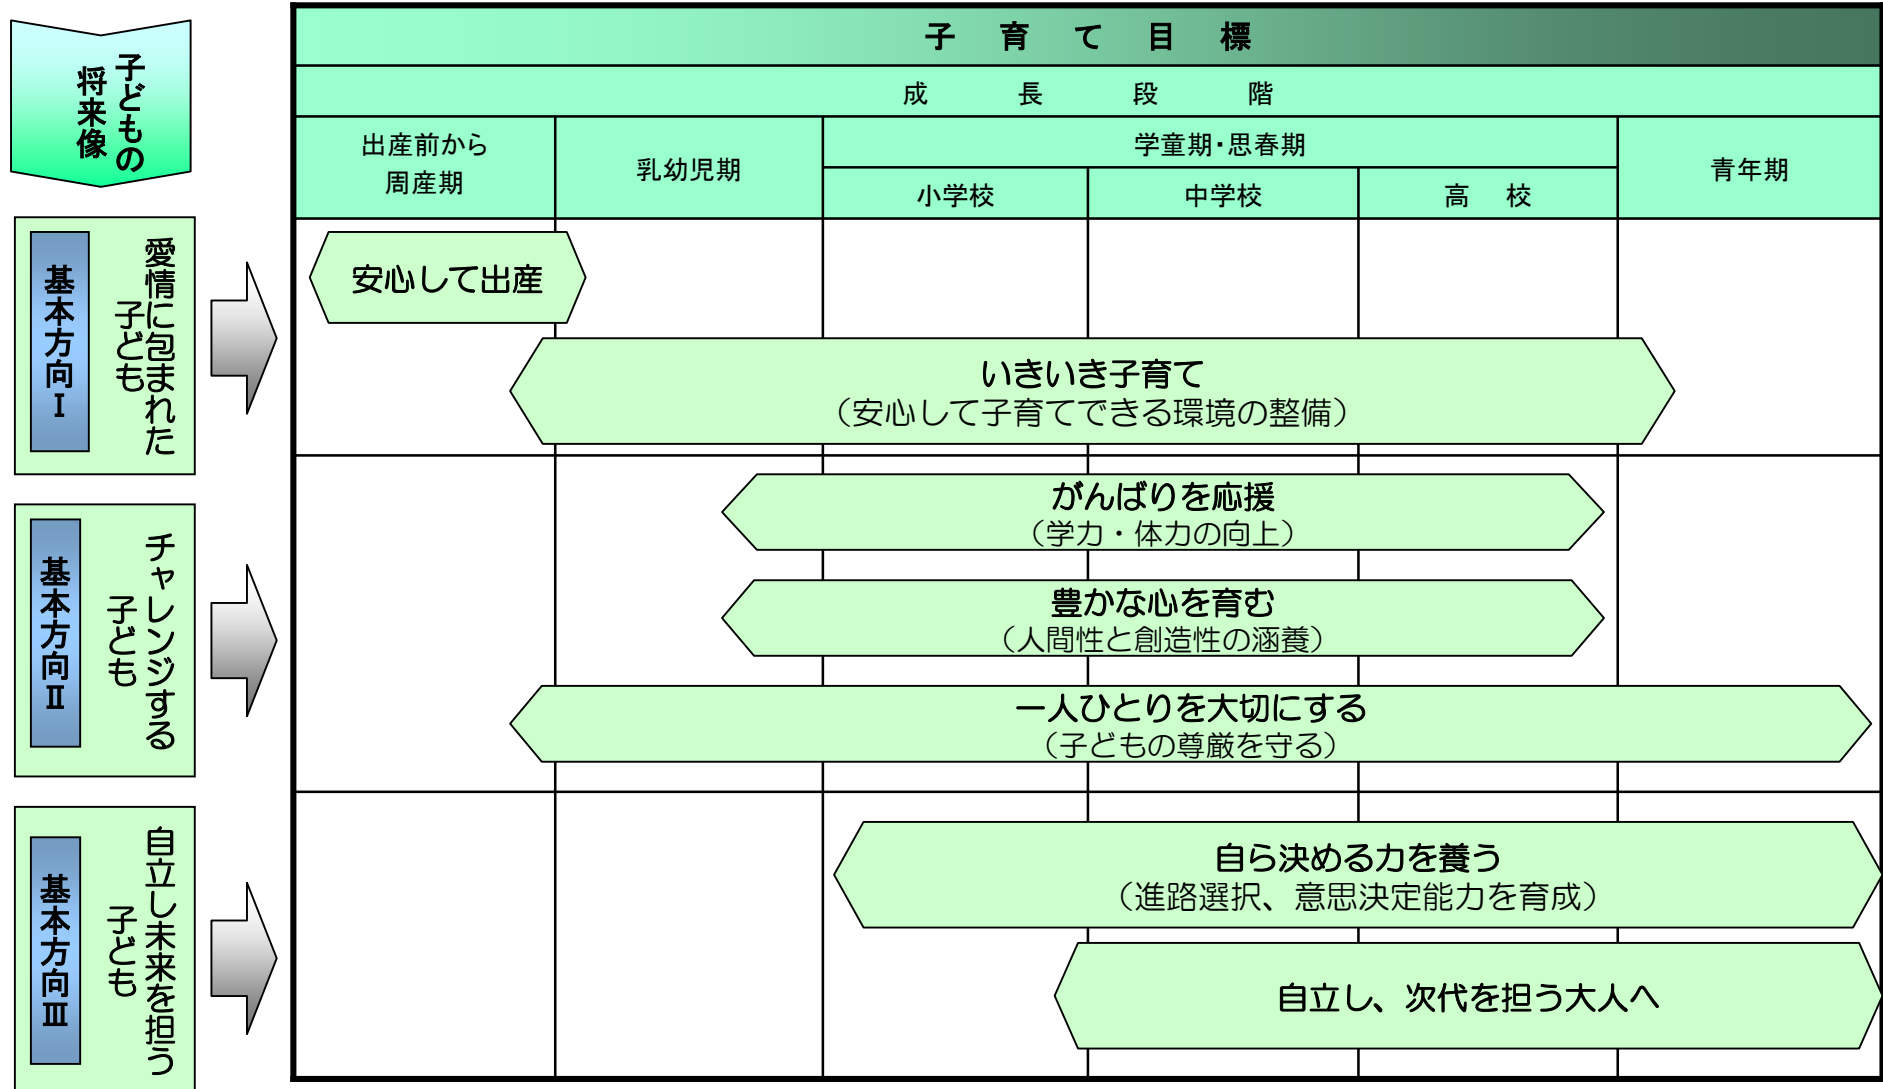 子どもの
将来像
子育て目標
成長段階
出産前から
周産期
乳幼児期
学童期・思春期
小学校
中学校
高校
青年期
基本方向Ⅰ
愛情に包まれた
子ども
安心して出産
いきいき子育て
（安心して子育てできる環境の整備）
基本方向Ⅱ
チャレンジする
子ども
がんばりを応援
（学力・体力の向上）
豊かな心を育む
（人間性と創造性の涵養）
一人ひとりを大切にする
（子どもの尊厳を守る）
基本方向Ⅲ
自立し未来を担う
子ども
自ら決める力を養う
（進路選択、意思決定能力を育成）
自立し、次代を担う大人へ